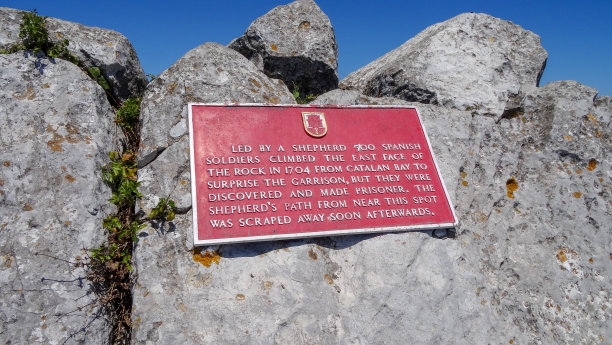 LED BY A SHEPHERD 500 SPANISH
SOLDIERS CLIMBED THE EAST FACE OF
THE ROCK IN 1704 FROM CATALAN BAY TO
SURPRISE THE GARRISON, BUT THEY WERE
DISCOVERED AND MADE PRISONER. THE
SHEPHERD'S PATH FROM NEAR THIS SPOT
WAS SCRAPED AWAY SOON AFTERWARDS.